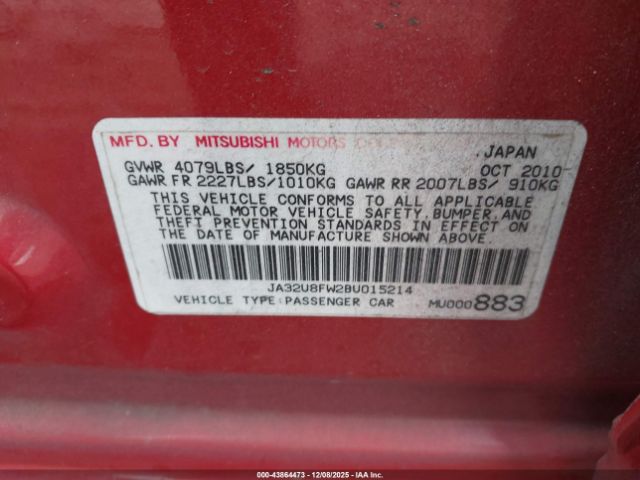 MFD. BY MITSUBISHI MOTORS
JAPAN
GVWR 4079LBS/ 1850KG OCT 2010
GAWR FR 2227LBS/1010KG GAWR RR 2007LBS/ 910KG
THIS VEHICLE CONFORMS TO ALL APPLICABLE
FEDERAL MOTOR VEHICLE SAFETY, BUMPER, AND
THEFT PREVENTION STANDARDS IN EFFECT ON
THE DATE OF MANUFACTURE SHOWN ABOVE.
JA32U8FW2BU015214
VEHICLE TYPE:PASSENGER CAR MU000883
000-43864473 - 12/08/2025 - IAAI INC.